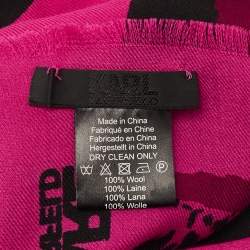 KARL
Made in China
Fabriqué en Chine
Fabricado en China
Hergestellt in China
DRY CLEAN ONLY
100% Wool
100% Laine
100% Lana
100% Wolle